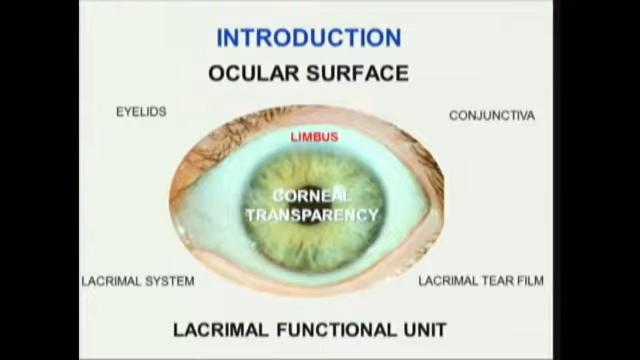 INTRODUCTION
OCULAR SURFACE
EYELIDS
CONJUNCTIVA
LIMBUS
CORNEAL
TRANSPARENCY
LACRIMAL SYSTEM
LACRIMAL TEAR FILM
LACRIMAL FUNCTIONAL UNIT